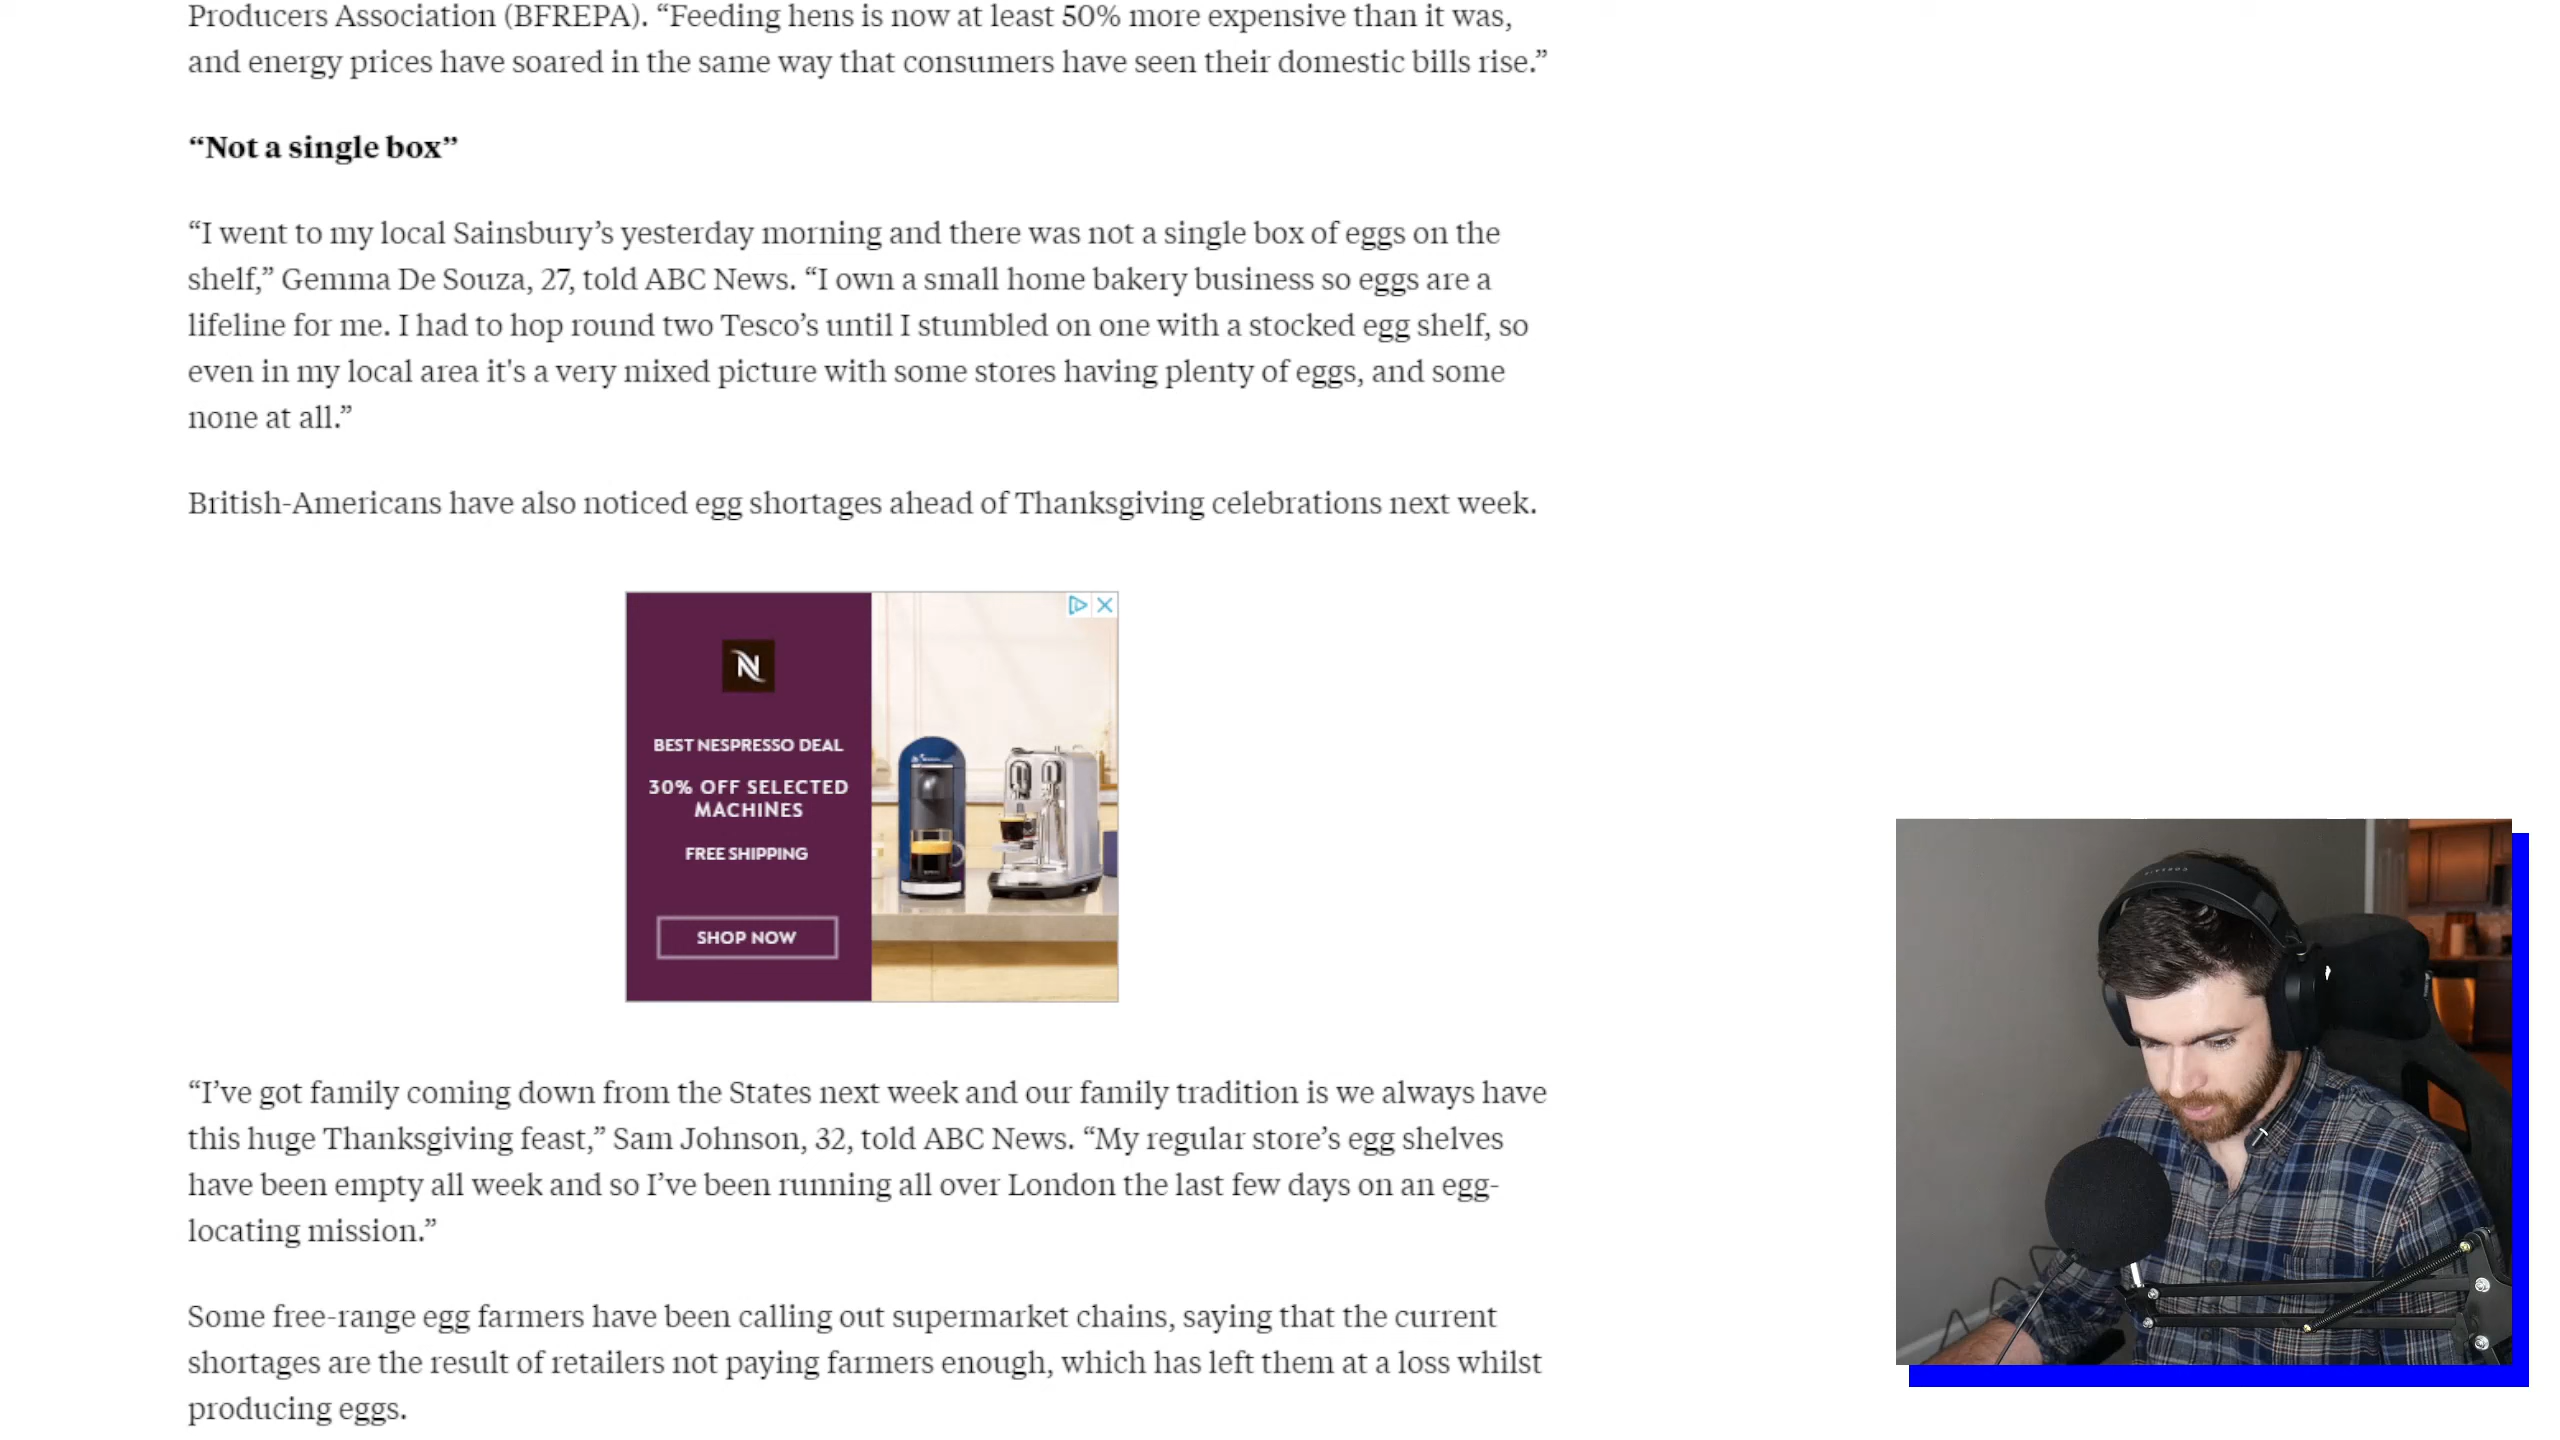 Producers Association (BFREPA). “Feeding hens is now at least 50% more expensive than it was,
and energy prices have soared in the same way that consumers have seen their domestic bills rise.”
“Not a single box”
“I went to my local Sainsbury’s yesterday morning and there was not a single box of eggs on the
shelf,” Gemma De Souza, 27, told ABC News. “I own a small home bakery business so eggs are a
lifeline for me. I had to hop round two Tesco’s until I stumbled on one with a stocked egg shelf, so
even in my local area it's a very mixed picture with some stores having plenty of eggs, and some
none at all.”
British-Americans have also noticed egg shortages ahead of Thanksgiving celebrations next week.
N
BEST NESPRESSO DEAL
30% OFF SELECTED
MACHINES
FREE SHIPPING
SHOP NOW
“I’ve got family coming down from the States next week and our family tradition is we always have
this huge Thanksgiving feast,” Sam Johnson, 32, told ABC News. “My regular store’s egg shelves
have been empty all week and so I’ve been running all over London the last few days on an egg-
locating mission.”
Some free-range egg farmers have been calling out supermarket chains, saying that the current
shortages are the result of retailers not paying farmers enough, which has left them at a loss whilst
producing eggs.